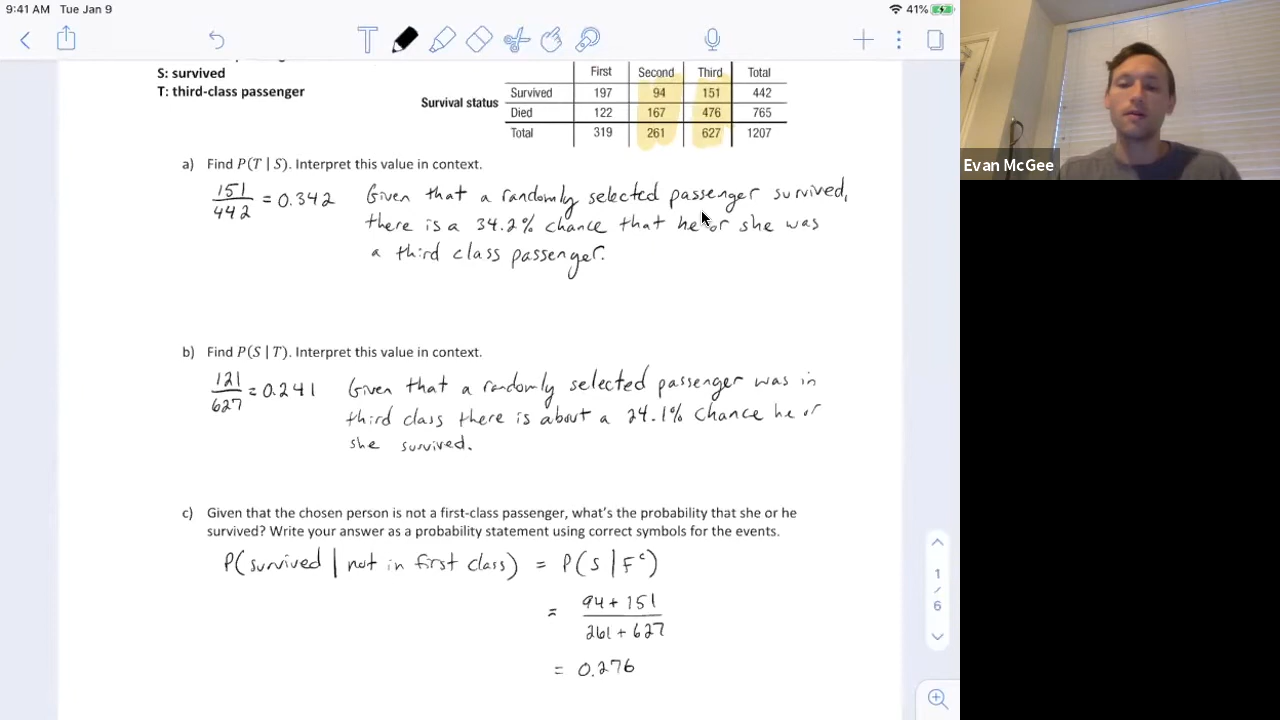 9:41 AM Tue Jan 9
41%
S: survived
T: third-class passenger
First Second Third Total
Survival status
Survived 197 94 151 442
Died 122 167 476 765
Total 319 261 627 1207
a) Find P(T | S). Interpret this value in context.
151/442 = 0.342 Given that a randomly selected passenger survived,
there is a 34.2% chance that he or she was
a third class passenger.
b) Find P(S | T). Interpret this value in context.
121/627 = 0.241 Given that a randomly selected passenger was in
third class there is about a 24.1% chance he or
she survived.
c) Given that the chosen person is not a first-class passenger, what's the probability that she or he
survived? Write your answer as a probability statement using correct symbols for the events.
P(survived | not in first class) = P(S | Fᶜ)
= 94 + 151 / 261 + 627
= 0.276
1
/
6
Evan McGee